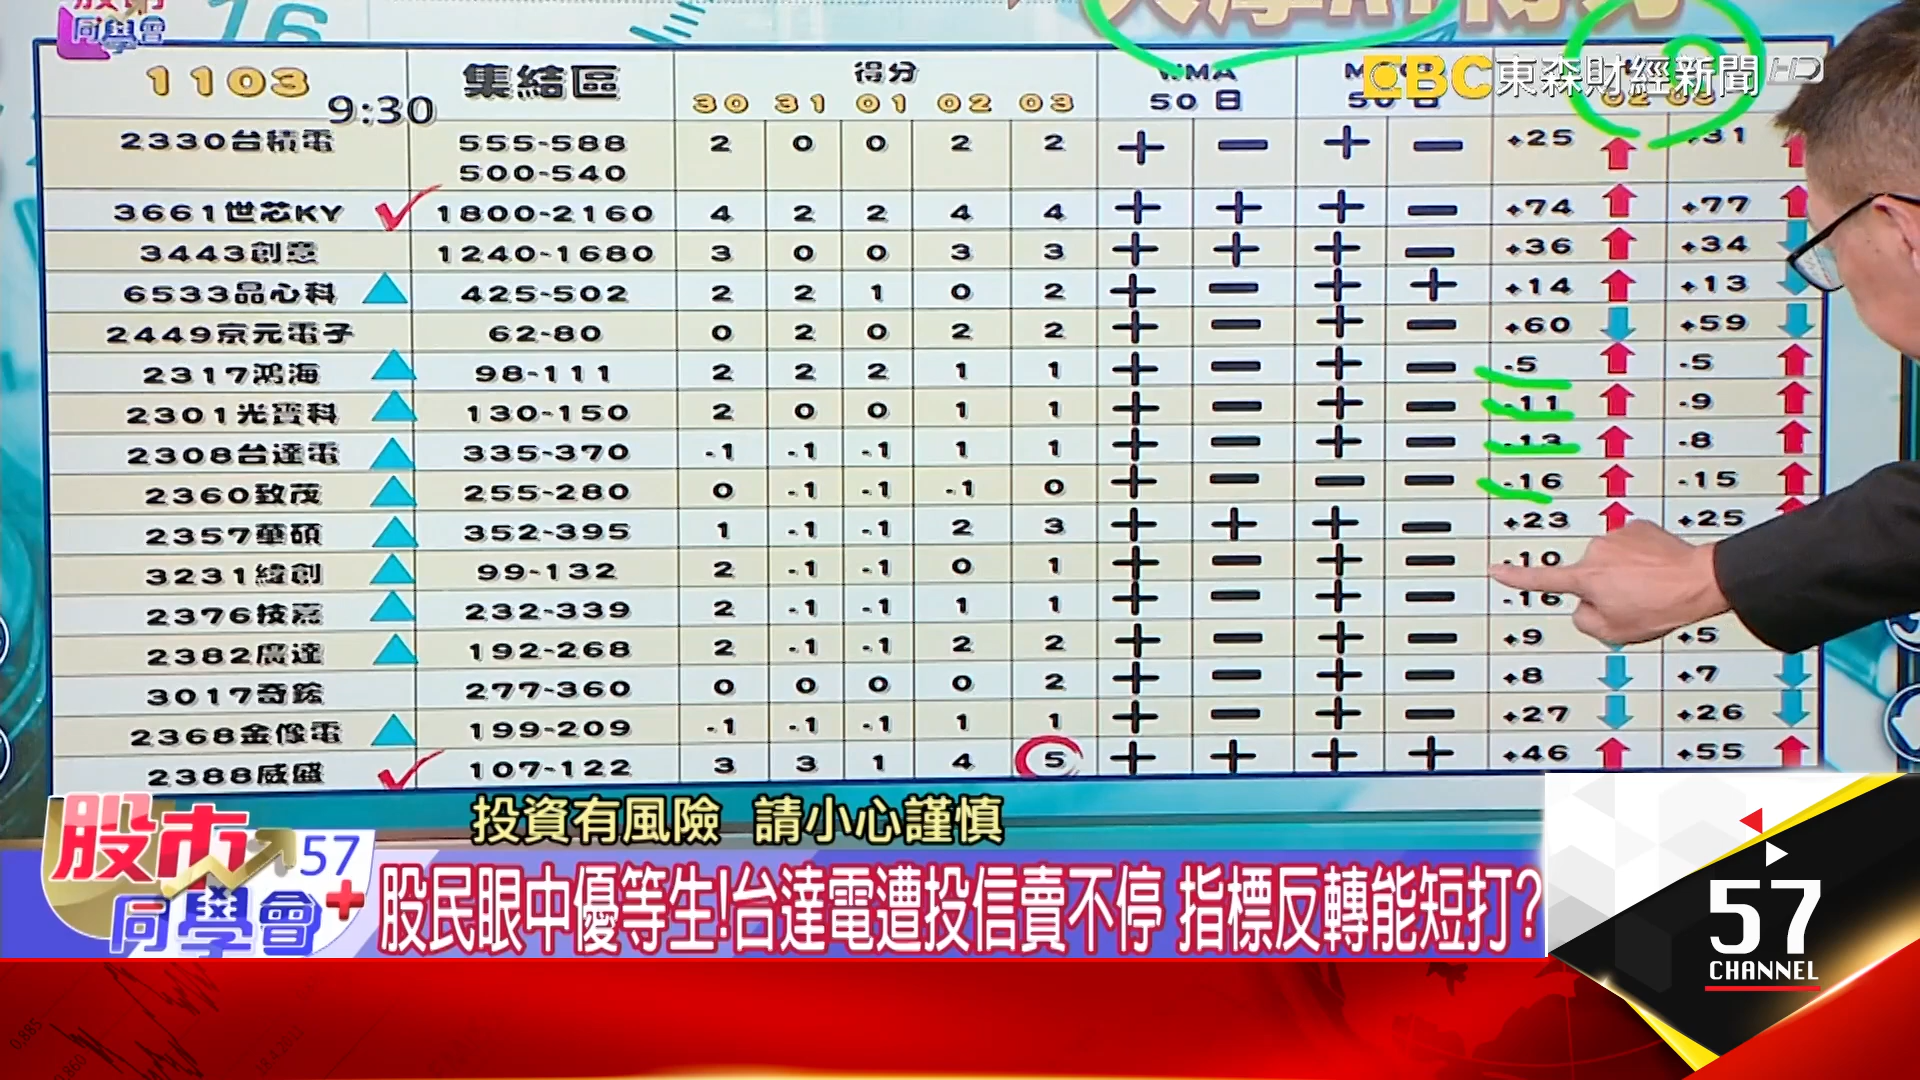 股市
同學會
EBC 東森財經新聞 HD
1103 9:30 集結區 得分 WMA
30 31 01 02 03 50 日 50 日 02 03
2330台積電 555-588 2 0 0 2 2 + - + - +25 31
500-540
3661世芯KY 1800-2160 4 2 2 4 4 + + + - +74 +77
3443創意 1240-1680 3 0 0 3 3 + + + - +36 +34
6533晶心科 425-502 2 2 1 0 2 + - + + +14 +13
2449京元電子 62-80 0 2 0 2 2 + - + - +60 +59
2317鴻海 98-111 2 2 2 1 1 + - + - -5 -5
2301光寶科 130-150 2 0 0 1 1 + - + - -11 -9
2308台達電 335-370 -1 -1 -1 1 1 + - + - -13 -8
2360致茂 255-280 0 -1 -1 -1 0 + - - - -16 -15
2357華碩 352-395 1 -1 -1 2 3 + + + - +23 +25
3231緯創 99-132 2 -1 -1 0 1 + - + - -10
2376技嘉 232-339 2 -1 -1 1 1 + - + - -16
2382廣達 192-268 2 -1 -1 2 2 + - + - +9 +5
3017奇鋐 277-360 0 0 0 0 2 + - + - +8 +7
2368金像電 199-209 -1 -1 -1 1 1 + - + - +27 +26
2388威盛 107-122 3 3 1 4 5 + + + + +46 +55
投資有風險 請小心謹慎
股市 57
同學會+
股民眼中優等生!台達電遭投信賣不停 指標反轉能短打?
57
CHANNEL